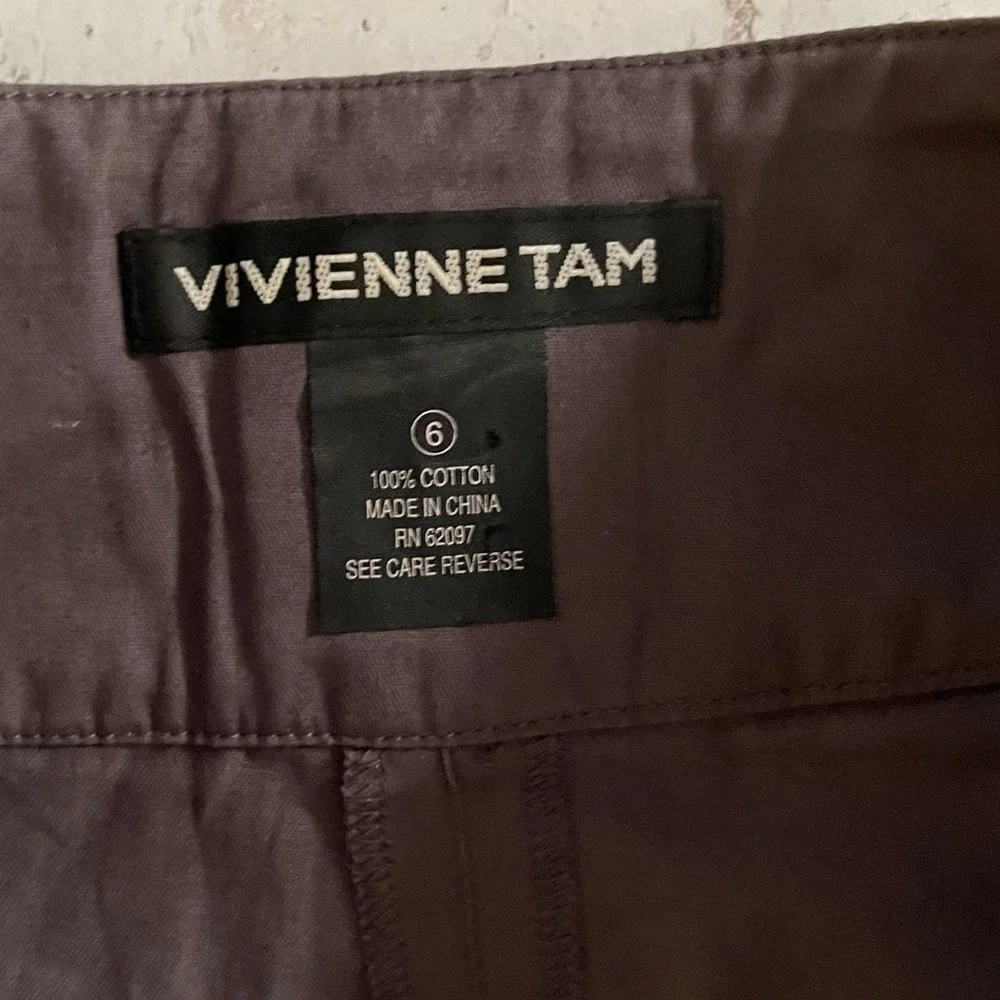 VIVIENNE TAM
6
100% COTTON
MADE IN CHINA
RN 62097
SEE CARE REVERSE